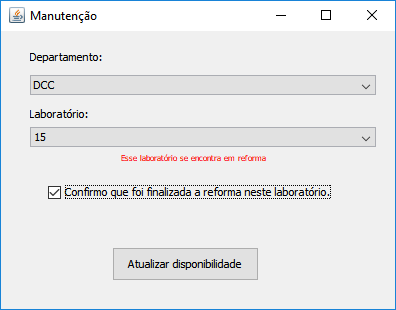 Manutenção
Departamento:
DCC
Laboratório:
15
Esse laboratório se encontra em reforma
Confirmo que foi finalizada a reforma neste laboratório.
Atualizar disponibilidade